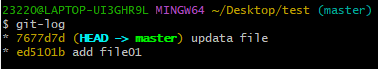 23220@LAPTOP-UI3GHR9L MINGW64 ~/Desktop/test (master)
$ git-log
* 7677d7d (HEAD -> master) updata file
* ed5101b add file01